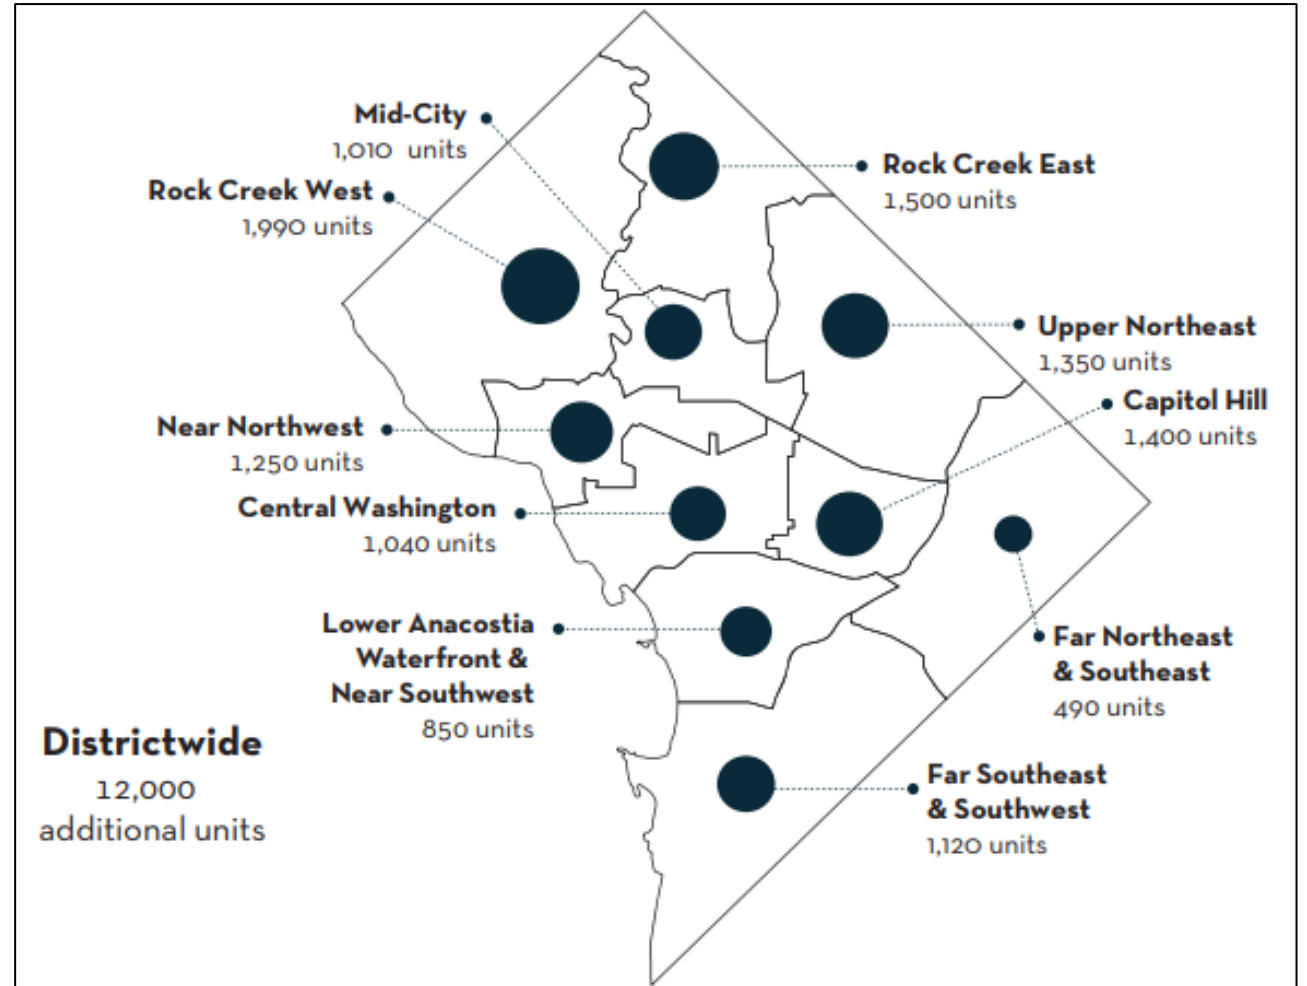 Mid-City
1,010 units
Rock Creek West
1,990 units
Rock Creek East
1,500 units
Upper Northeast
1,350 units
Capitol Hill
1,400 units
Near Northwest
1,250 units
Central Washington
1,040 units
Lower Anacostia
Waterfront &
Near Southwest
850 units
Far Northeast
& Southeast
490 units
Far Southeast
& Southwest
1,120 units
Districtwide
12,000
additional units